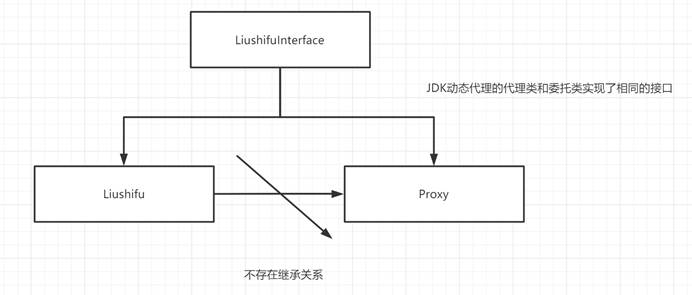 LiushifuInterface
JDK动态代理的代理类和委托类实现了相同的接口
Liushifu
Proxy
不存在继承关系